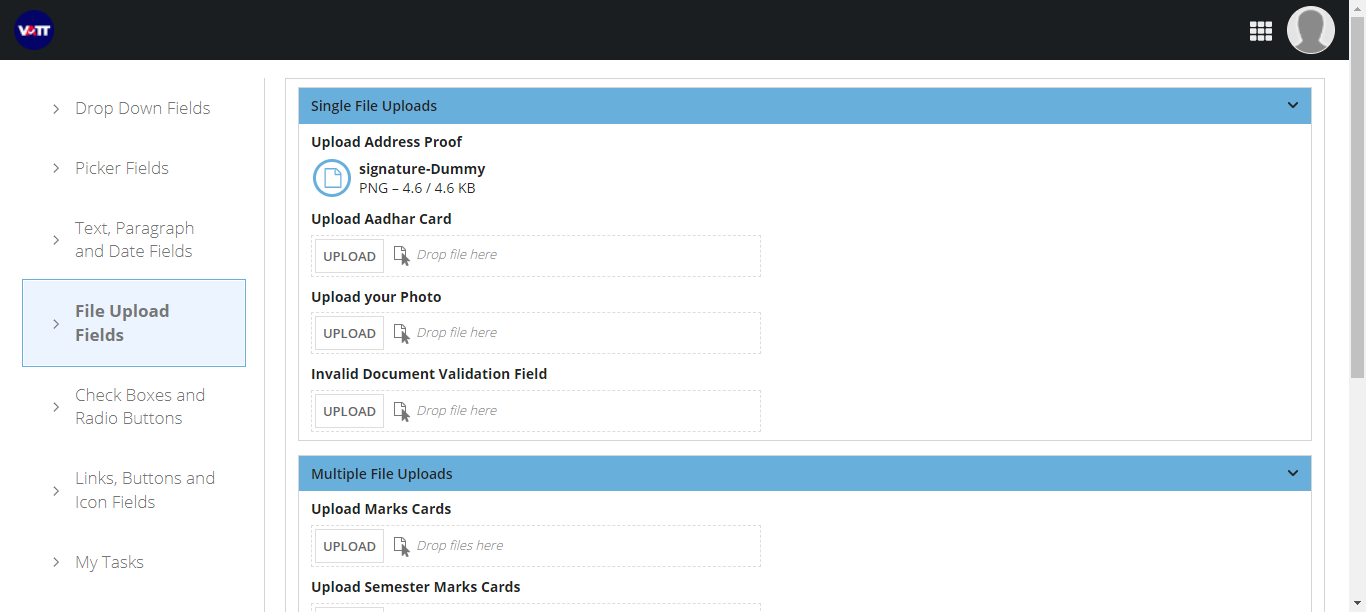 VOTT
Drop Down Fields
Picker Fields
Text, Paragraph
and Date Fields
File Upload
Fields
Check Boxes and
Radio Buttons
Links, Buttons and
Icon Fields
My Tasks
Single File Uploads
Upload Address Proof
signature-Dummy
PNG – 4.6 / 4.6 KB
Upload Aadhar Card
UPLOAD Drop file here
Upload your Photo
UPLOAD Drop file here
Invalid Document Validation Field
UPLOAD Drop file here
Multiple File Uploads
Upload Marks Cards
UPLOAD Drop files here
Upload Semester Marks Cards